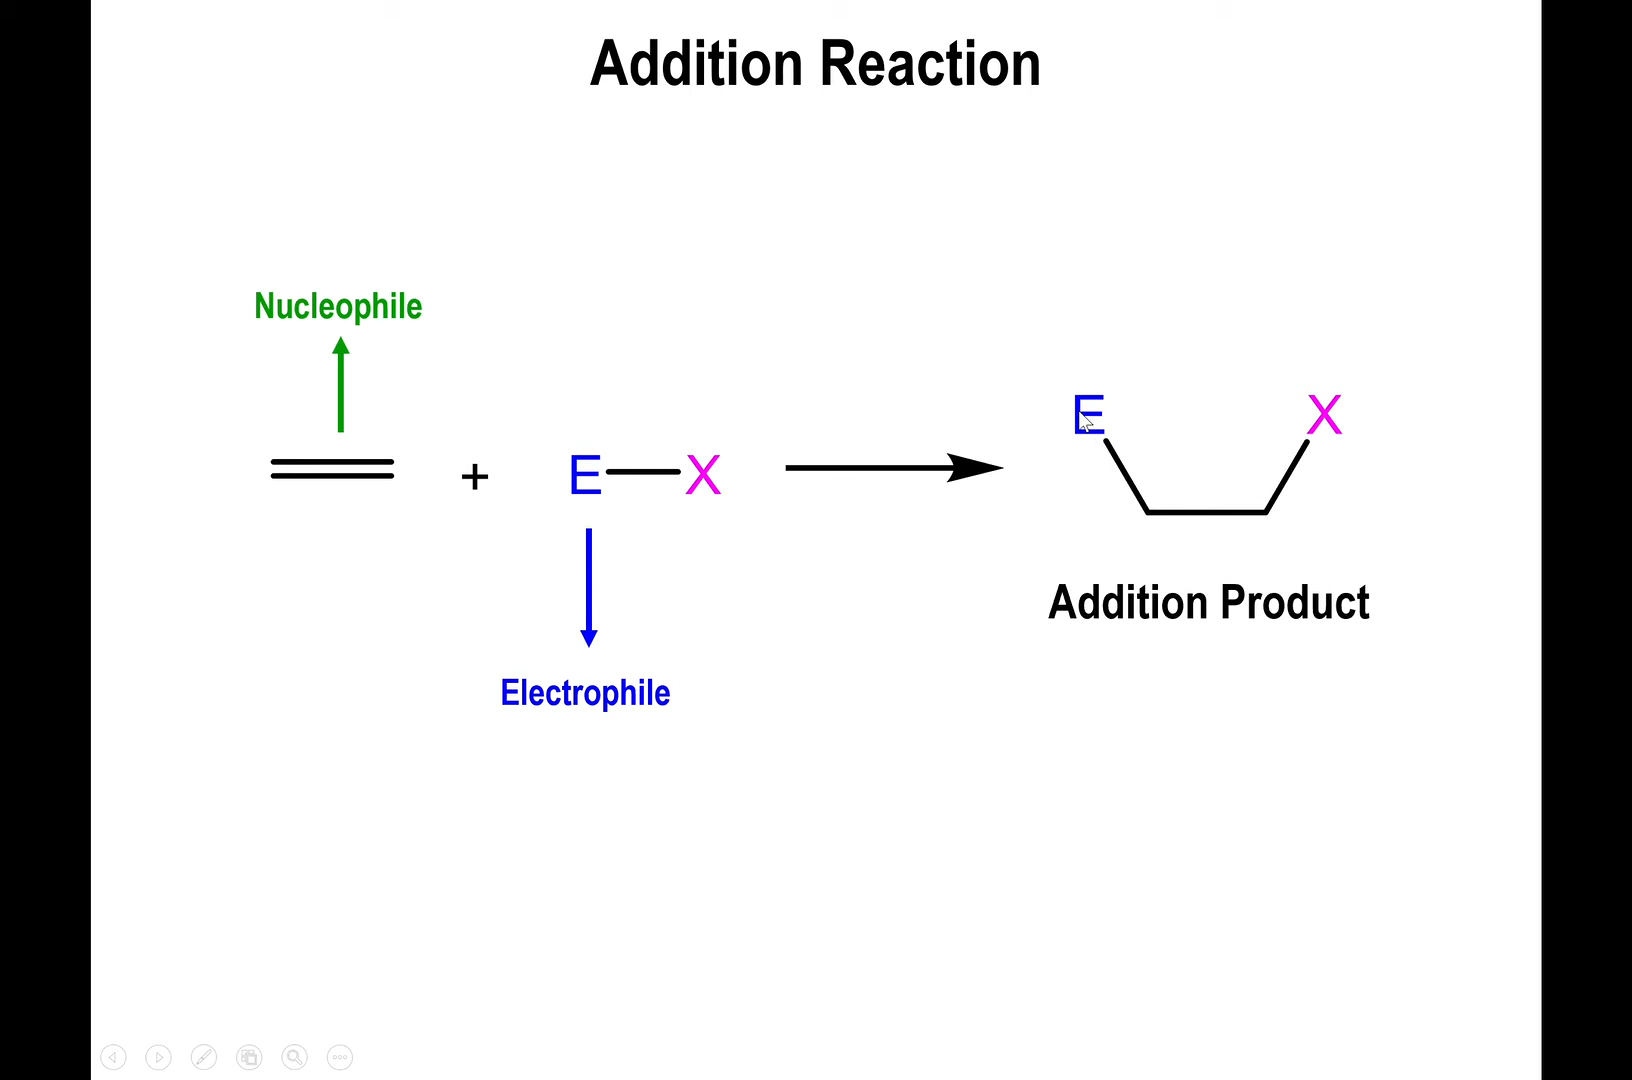 Addition Reaction
Nucleophile
+ E X
E X
Addition Product
Electrophile